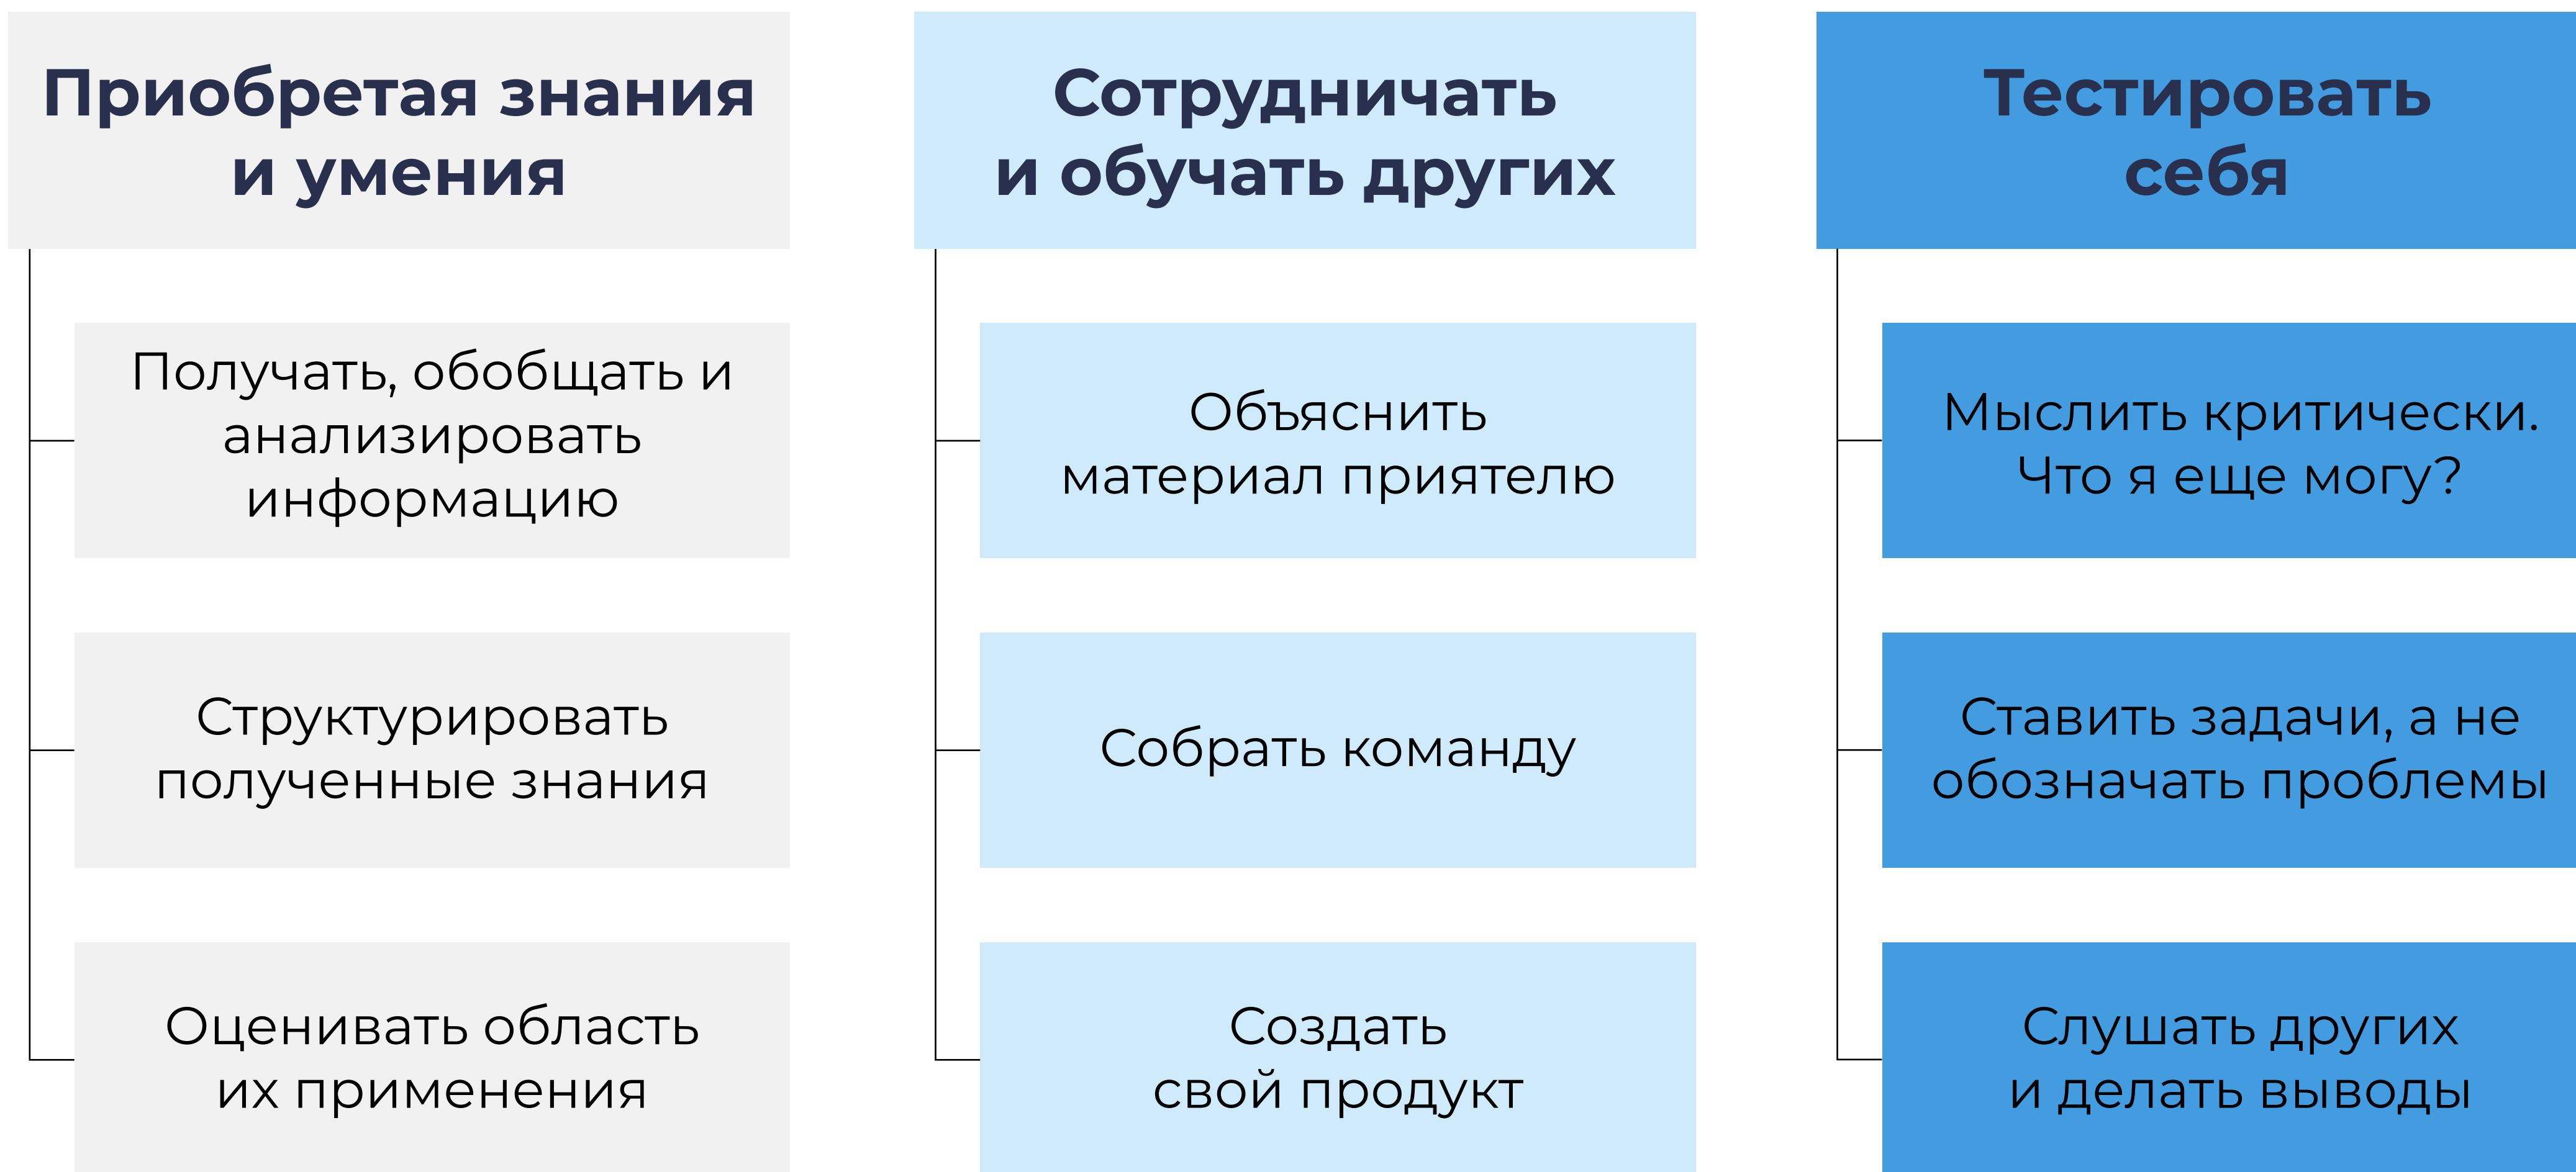 Приобретая знания
и умения
Получать, обобщать и
анализировать
информацию
Структурировать
полученные знания
Оценивать область
их применения
Сотрудничать
и обучать других
Объяснить
материал приятелю
Собрать команду
Создать
свой продукт
Тестировать
себя
Мыслить критически.
Что я еще могу?
Ставить задачи, а не
обозначать проблемы
Слушать других
и делать выводы